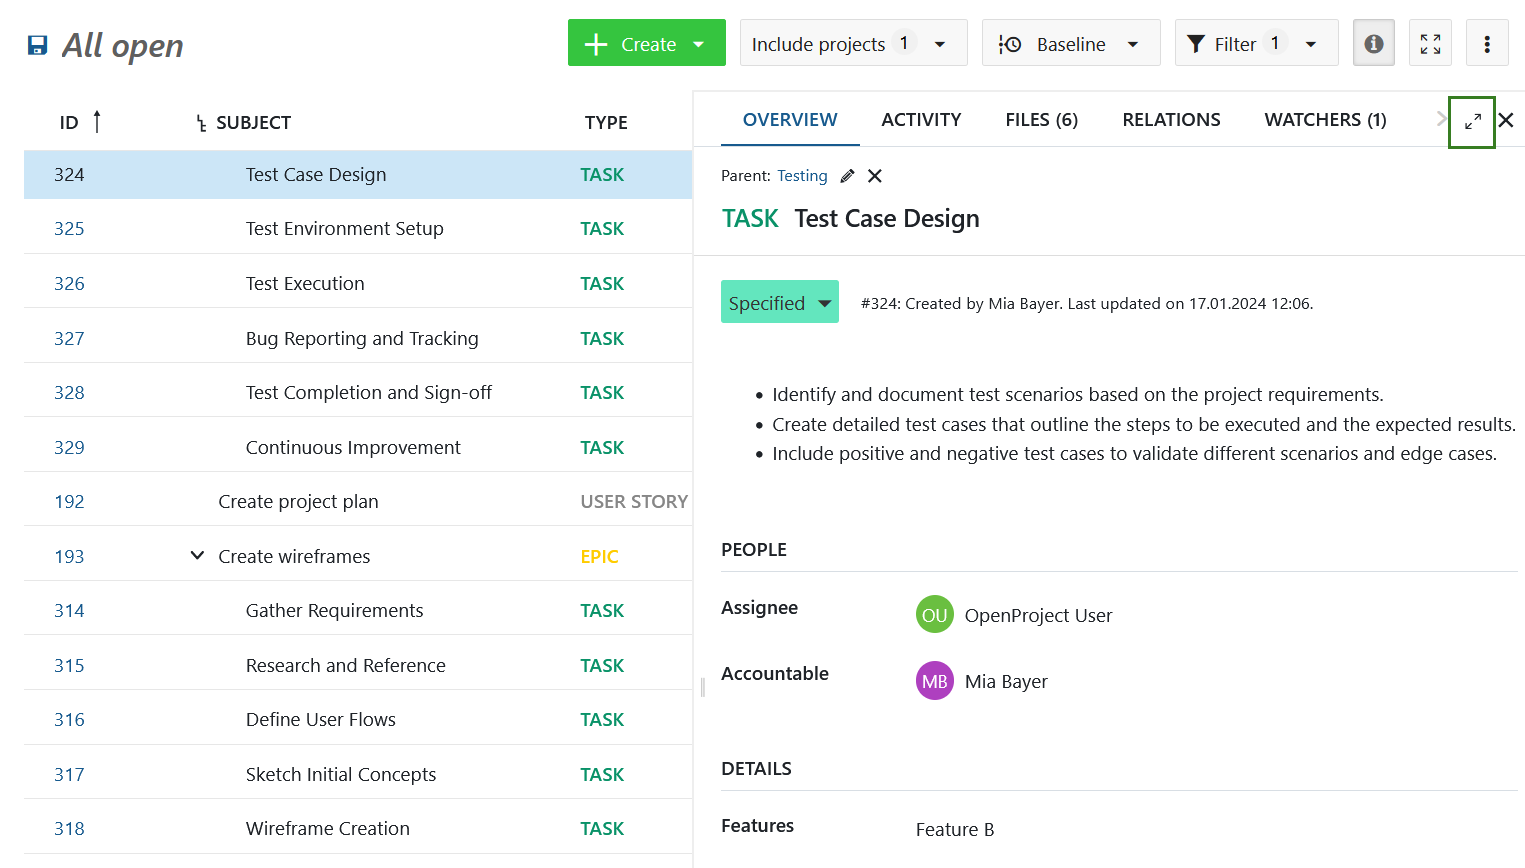 All open
Create
Include projects 1
Baseline
Filter 1
ID SUBJECT TYPE
324 Test Case Design TASK
325 Test Environment Setup TASK
326 Test Execution TASK
327 Bug Reporting and Tracking TASK
328 Test Completion and Sign-off TASK
329 Continuous Improvement TASK
192 Create project plan USER STORY
193 Create wireframes EPIC
314 Gather Requirements TASK
315 Research and Reference TASK
316 Define User Flows TASK
317 Sketch Initial Concepts TASK
318 Wireframe Creation TASK
OVERVIEW ACTIVITY FILES (6) RELATIONS WATCHERS (1)
Parent: Testing
TASK Test Case Design
Specified #324: Created by Mia Bayer. Last updated on 17.01.2024 12:06.
• Identify and document test scenarios based on the project requirements.
• Create detailed test cases that outline the steps to be executed and the expected results.
• Include positive and negative test cases to validate different scenarios and edge cases.
PEOPLE
Assignee OU OpenProject User
Accountable MB Mia Bayer
DETAILS
Features Feature B